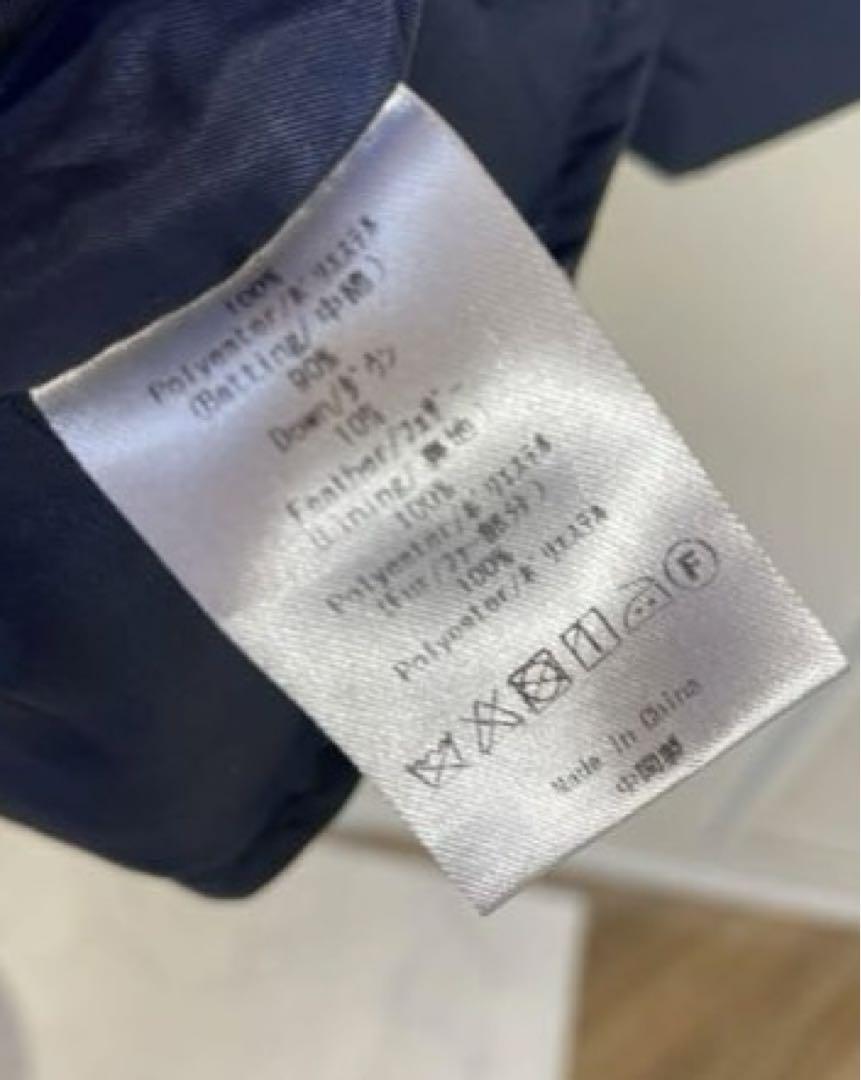 100%
Polyester/ポリエステル
(Batting/中綿)
90%
Down/ダウン
10%
Feather/フェザー
(Lining/裏地)
100%
Polyester/ポリエステル
(Fur/ファー部分)
100%
Polyester/ポリエステル
F
Made in China
中国製